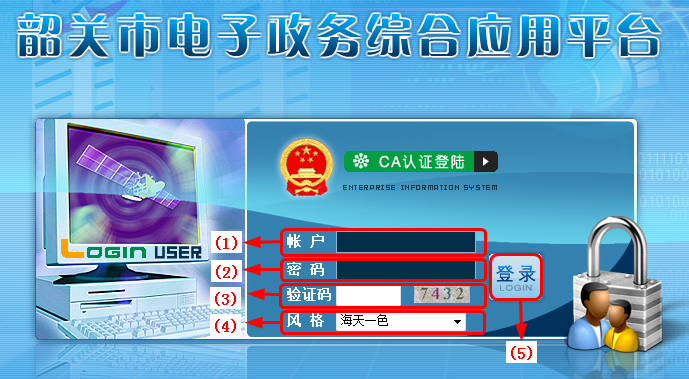 韶关市电子政务综合应用平台
CA认证登陆
ENTERPRISE INFORMATION SYSTEM
LOGIN USER
(1) 帐 户
(2) 密 码
(3) 验证码 7432
(4) 风 格 海天一色
登录
LOGIN
(5)